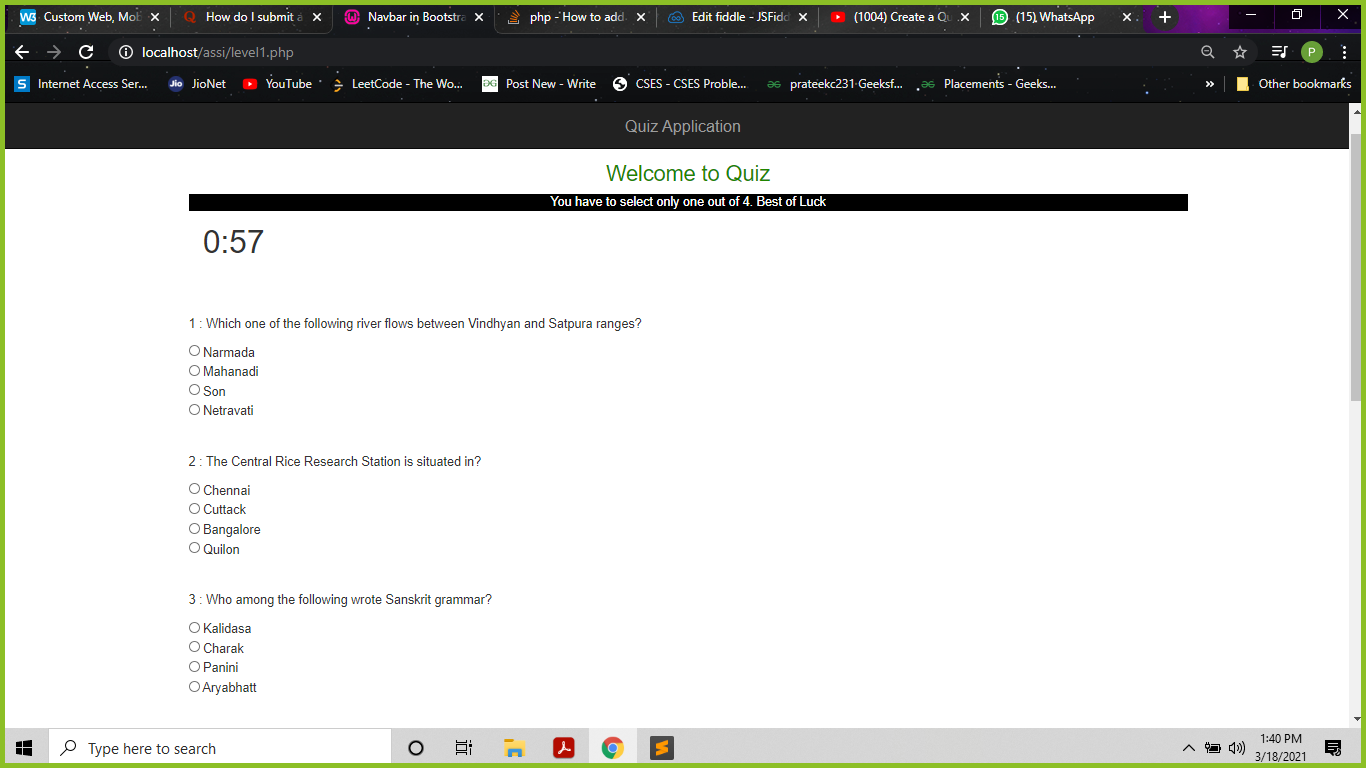 W3 Custom Web, Mob
Q How do I submit a
Navbar in Bootstra
php - How to add
Edit fiddle - JSFidd
(1004) Create a Qu
15 (15) WhatsApp
localhost/assi/level1.php
P
S Internet Access Ser...
Jio JioNet
YouTube
LeetCode - The Wo...
Post New - Write
CSES - CSES Proble...
prateekc231 Geeksf...
Placements - Geeks...
»
Other bookmarks
Quiz Application
Welcome to Quiz
You have to select only one out of 4. Best of Luck
0:57
1 : Which one of the following river flows between Vindhyan and Satpura ranges?
Narmada
Mahanadi
Son
Netravati
2 : The Central Rice Research Station is situated in?
Chennai
Cuttack
Bangalore
Quilon
3 : Who among the following wrote Sanskrit grammar?
Kalidasa
Charak
Panini
Aryabhatt
Type here to search
1:40 PM
3/18/2021